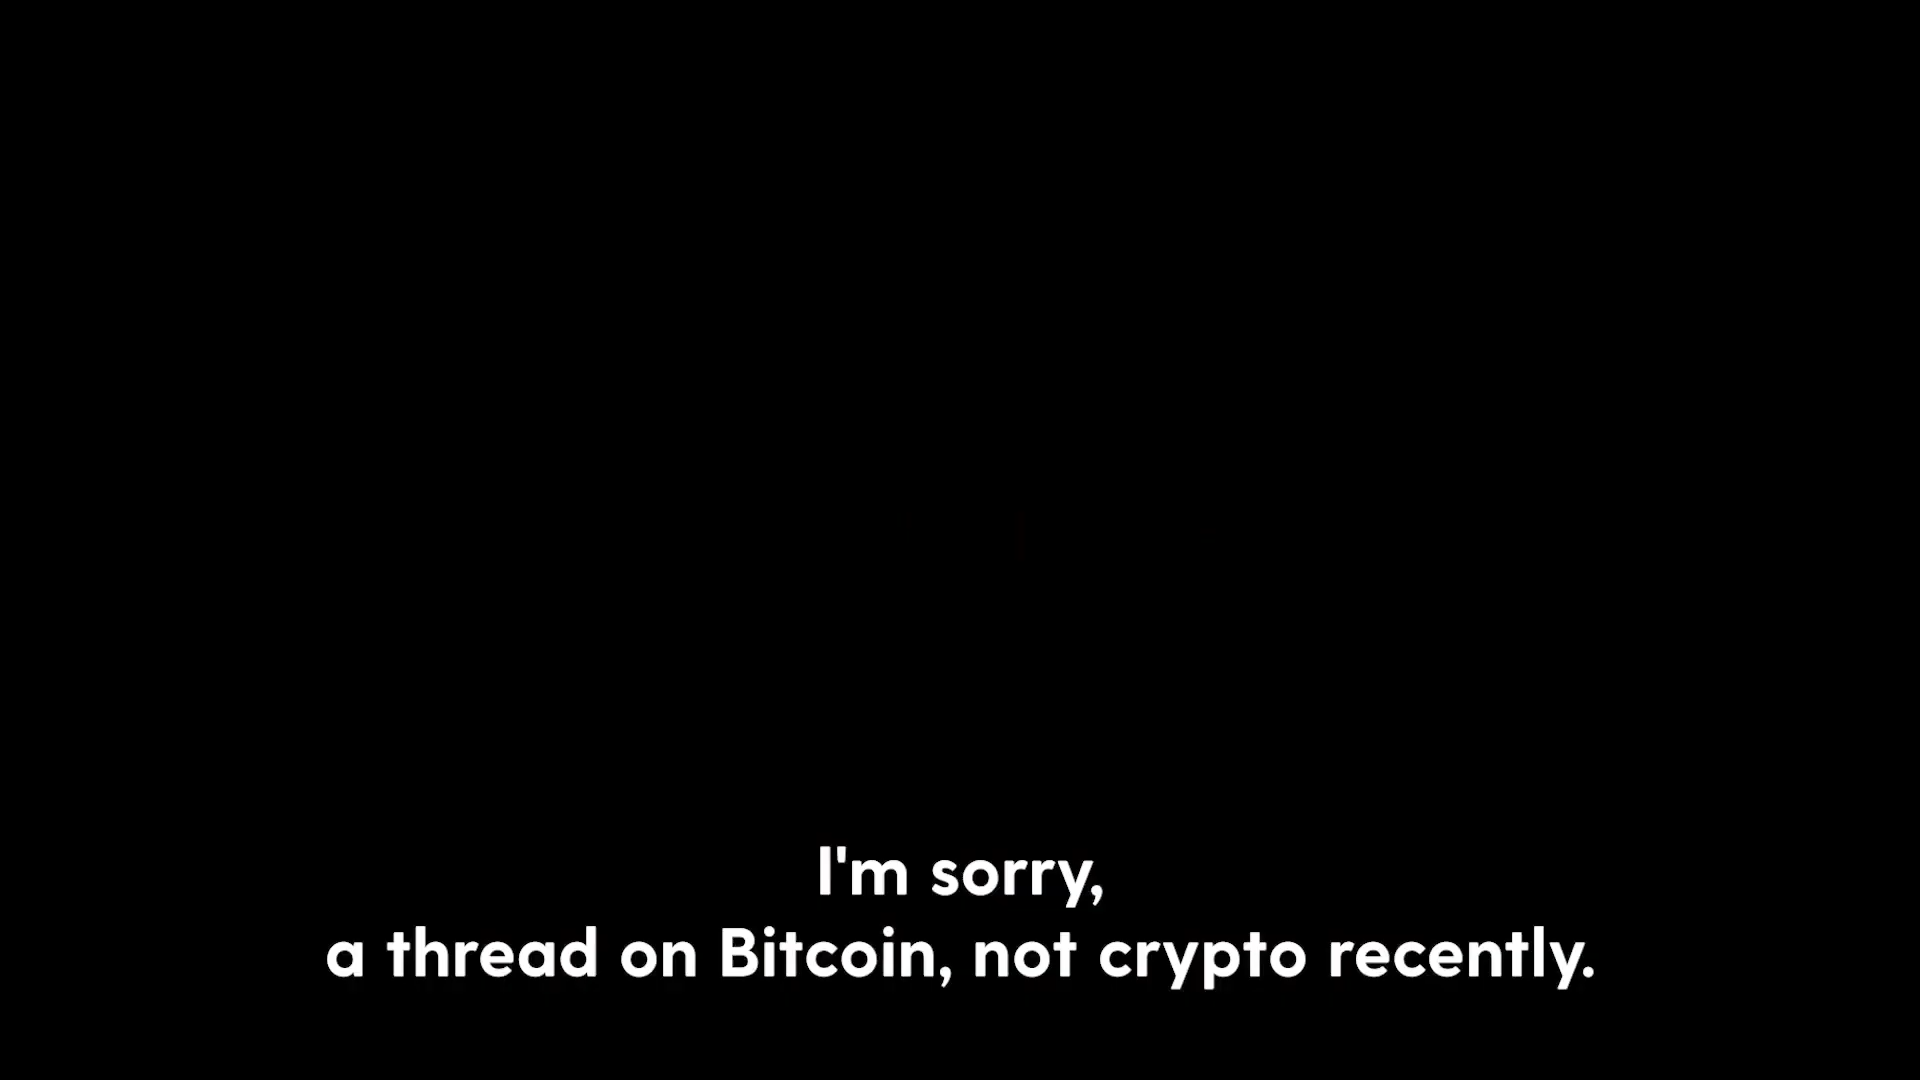 I'm sorry,
a thread on Bitcoin, not crypto recently.